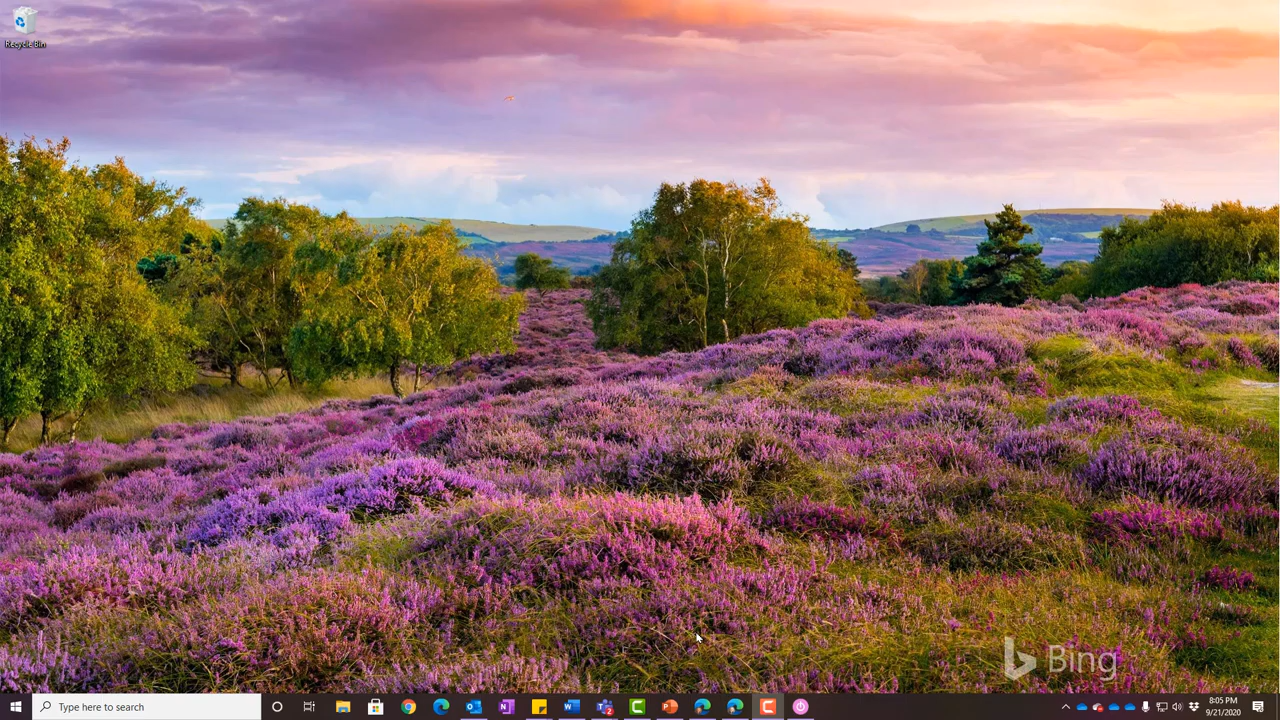 Recycle Bin
Bing
Type here to search
8:05 PM
9/21/2020